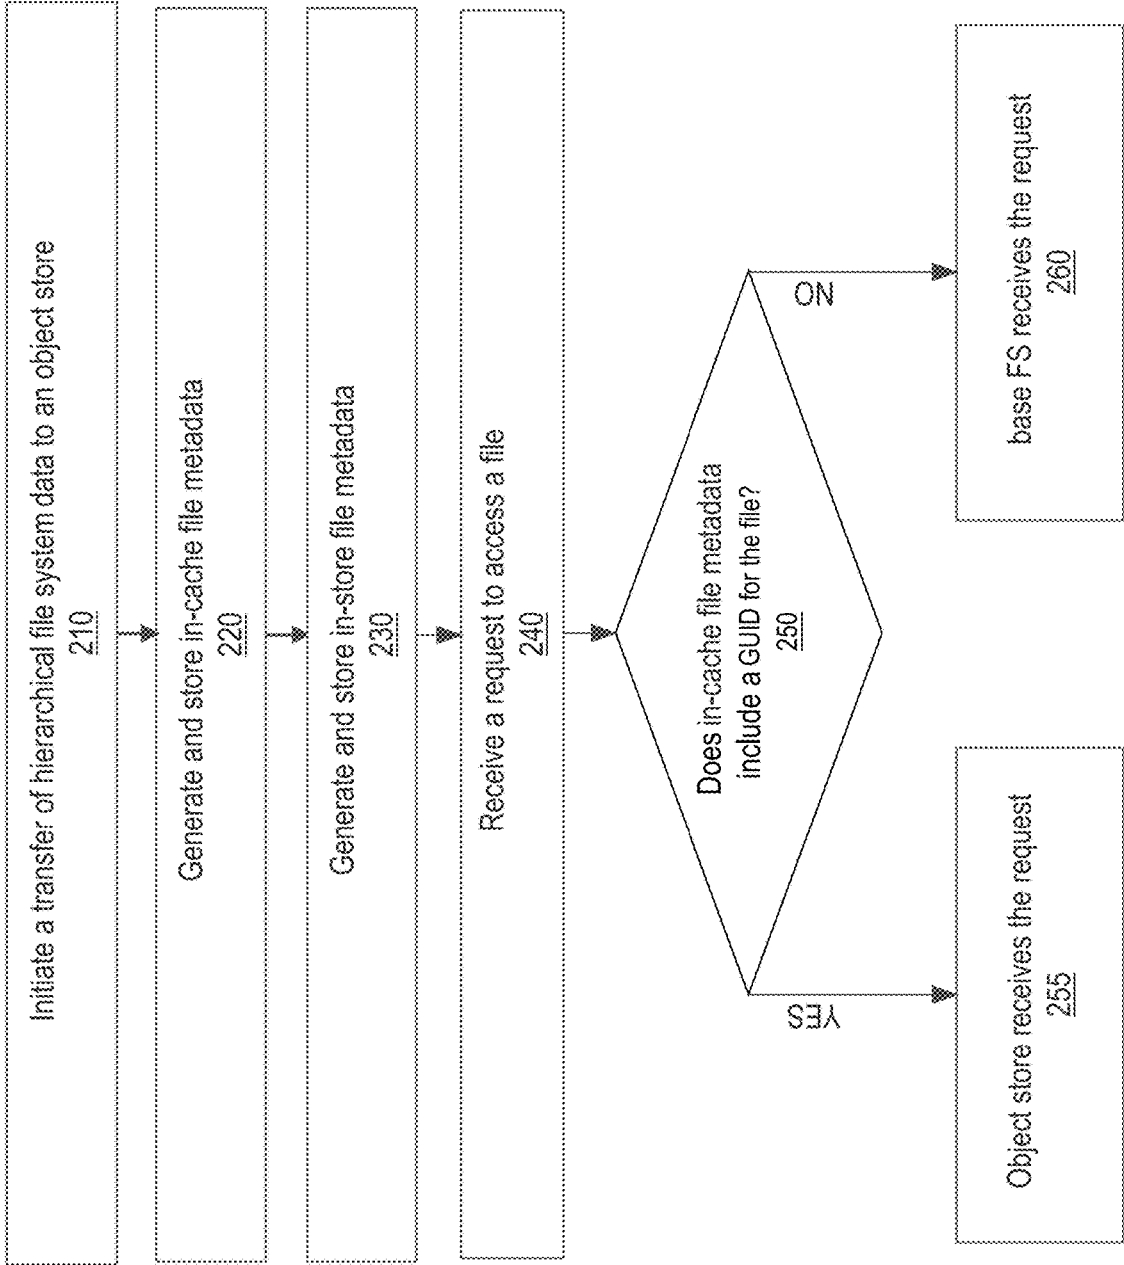 Initiate a transfer of hierarchical file system data to an object store
210
Generate and store in-cache file metadata
220
Generate and store in-store file metadata
230
Receive a request to access a file
240
Does in-cache file metadata
include a GUID for the file?
250
YES
NO
Object store receives the request
255
base FS receives the request
260